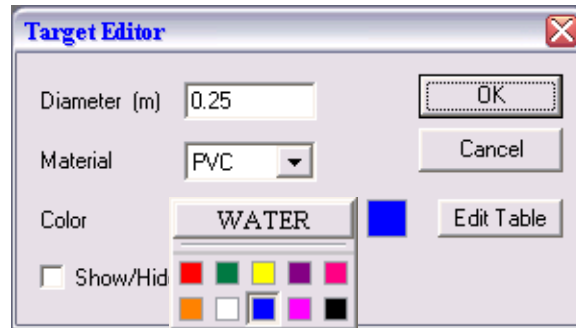 Target Editor
Diameter (m) 0.25 OK
Material PVC Cancel
Color WATER Edit Table
Show/Hid